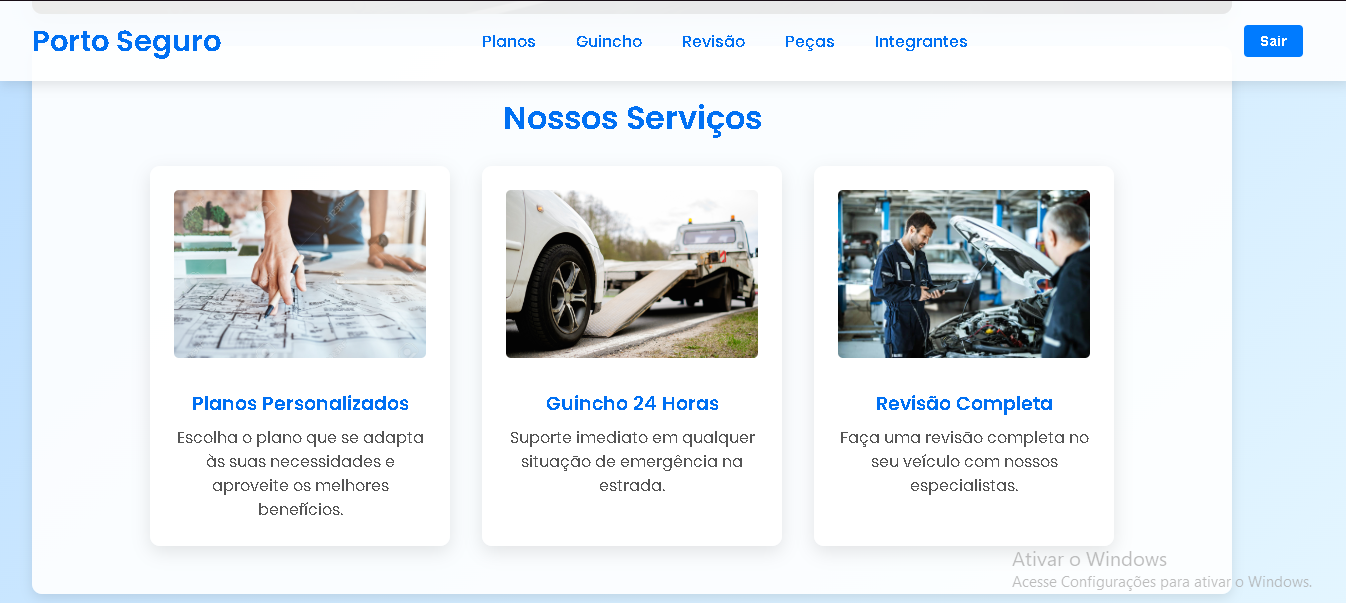 Porto Seguro
Planos
Guincho
Revisão
Peças
Integrantes
Sair
Nossos Serviços
Planos Personalizados
Escolha o plano que se adapta
às suas necessidades e
aproveite os melhores
benefícios.
Guincho 24 Horas
Suporte imediato em qualquer
situação de emergência na
estrada.
Revisão Completa
Faça uma revisão completa no
seu veículo com nossos
especialistas.
Ativar o Windows
Acesse Configurações para ativar o Windows.